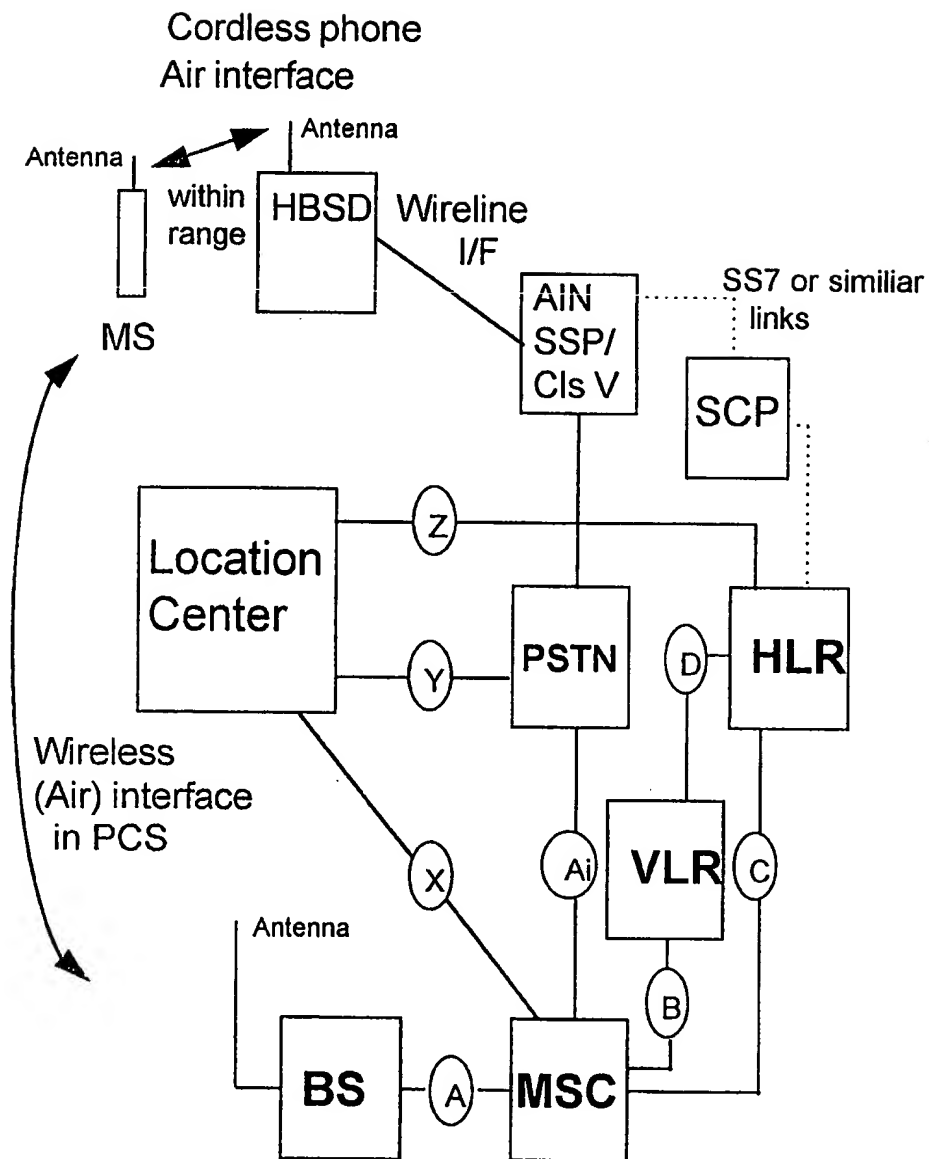 Cordless phone
Air interface
Antenna
Antenna
within
range
HBSD
Wireline
I/F
MS
AIN
SSP/
Cls V
SS7 or similiar
links
SCP
Location
Center
Z
Y
PSTN
D
HLR
Wireless
(Air) interface
in PCS
X
Ai
VLR
C
Antenna
B
BS
A
MSC